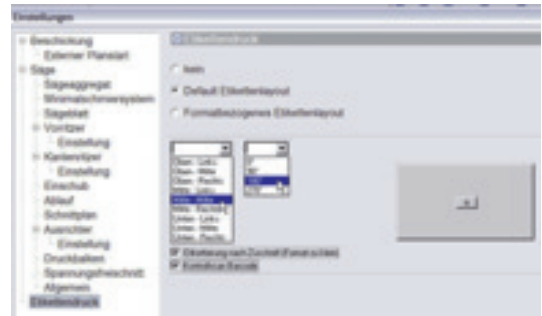 Einstellungen
Beschickung
Externer Planstart
Säge
Sägeaggregat
Minimalschmiersystem
Sägeblatt
Vorritzer
Einstellung
Kantenritzer
Einstellung
Einschub
Ablauf
Schnittplan
Ausrichter
Einstellung
Druckbalken
Spannungsfreischnitt
Allgemein
Etikettendruck
Etikettendruck
kein
Default Etikettenlayout
Formatbezogenes Etikettenlayout
Oben - Links
Oben - Mitte
Oben - Rechts
Mitte - Links
Mitte - Mitte
Mitte - Rechts
Unten - Links
Unten - Mitte
Unten - Rechts
0°
90°
180°
270°
Etikettierung nach Zuschnitt
Kontrollscan Barcode